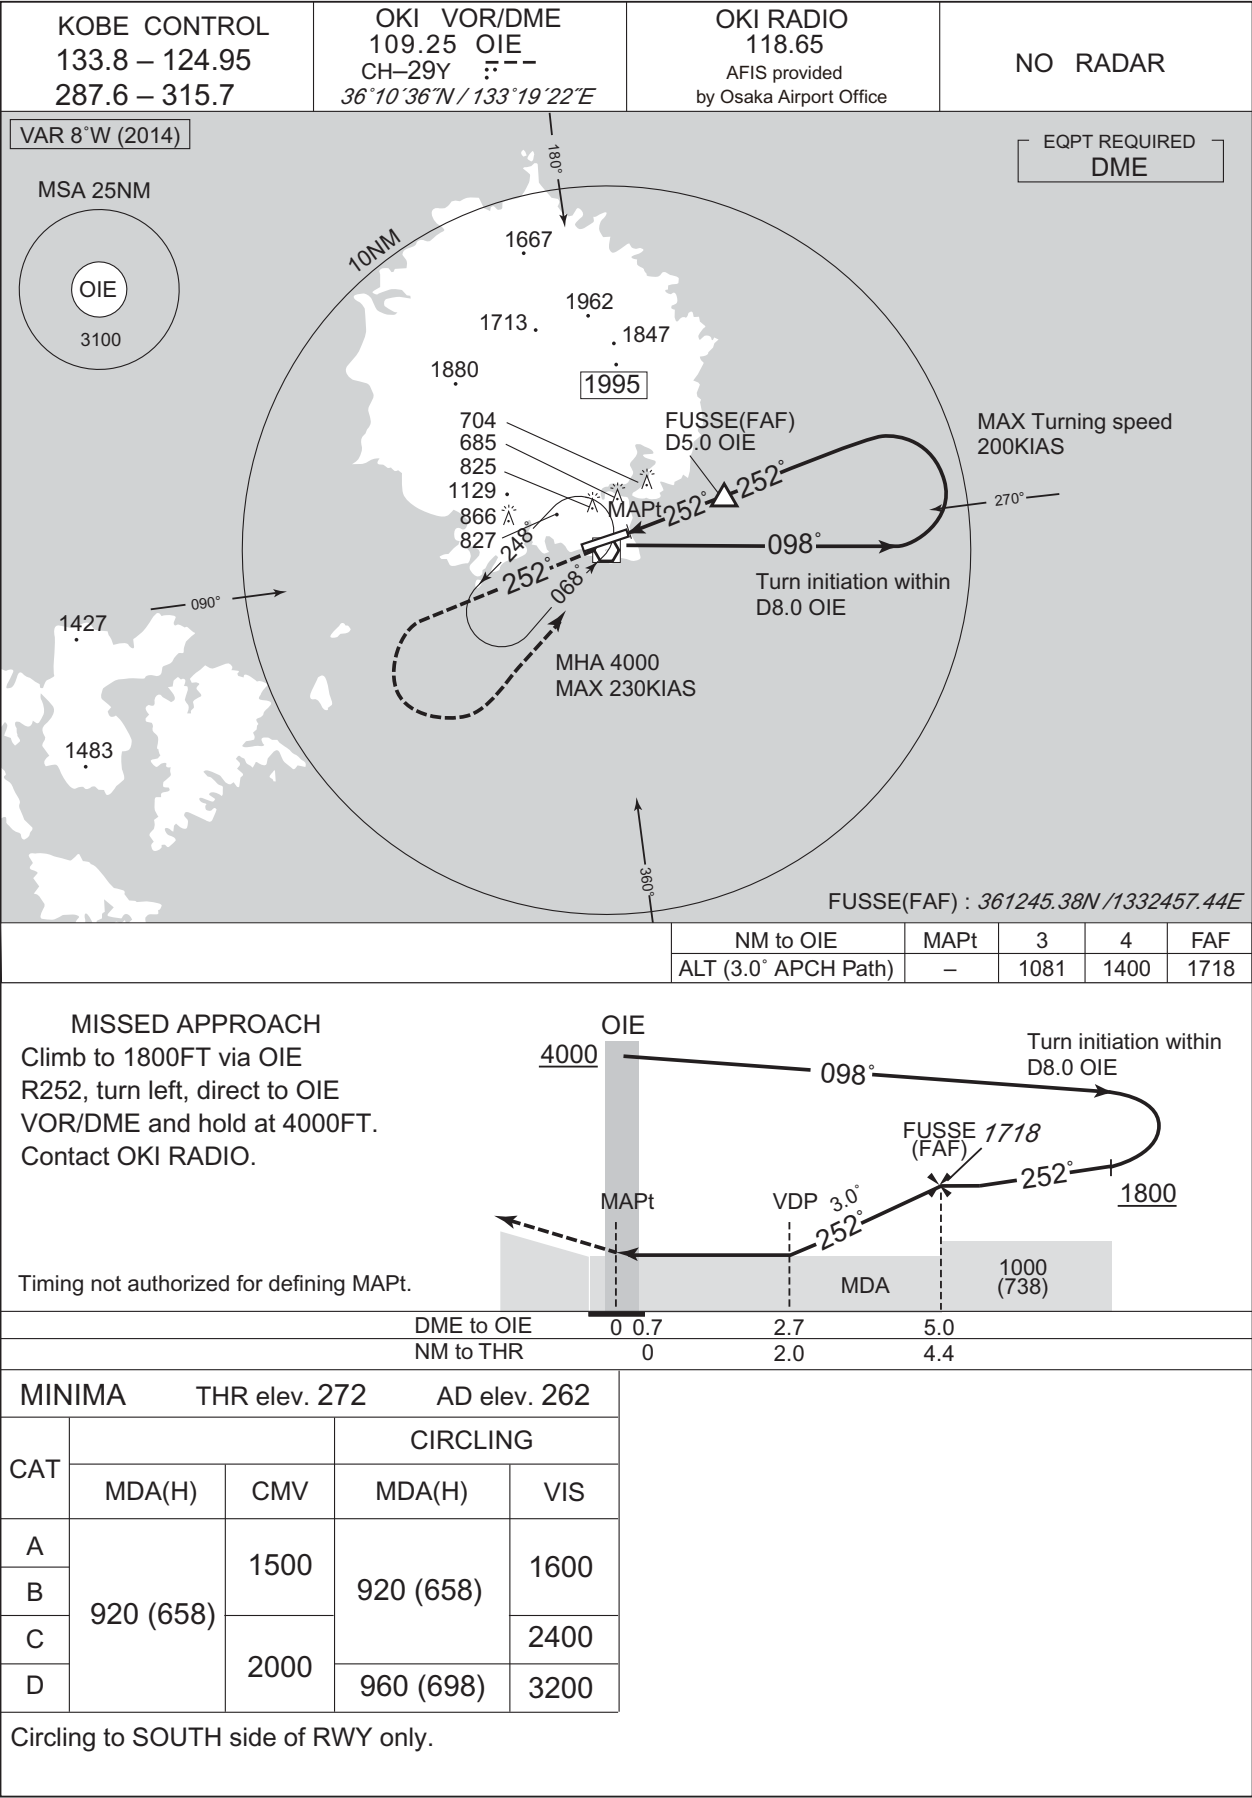 KOBE CONTROL
133.8 – 124.95
287.6 – 315.7
OKI VOR/DME
109.25 OIE
CH–29Y
36°10´36˝N / 133°19´22˝E
OKI RADIO
118.65
AFIS provided
by Osaka Airport Office
NO RADAR
VAR 8°W (2014)
EQPT REQUIRED
DME
MSA 25NM
OIE
3100
180°
10NM
1667
1962
1713
1847
1880
1995
704
685
825
1129
866
827
FUSSE(FAF)
D5.0 OIE
MAX Turning speed
200KIAS
252°
252°
MAPt
270°
098°
248°
252°
068°
Turn initiation within
D8.0 OIE
090°
1427
1483
MHA 4000
MAX 230KIAS
360°
FUSSE(FAF) : 361245.38N /1332457.44E
NM to OIE MAPt 3 4 FAF
ALT (3.0° APCH Path) – 1081 1400 1718
MISSED APPROACH
Climb to 1800FT via OIE
R252, turn left, direct to OIE
VOR/DME and hold at 4000FT.
Contact OKI RADIO.
OIE
4000
098°
Turn initiation within
D8.0 OIE
FUSSE
(FAF)
1718
252°
1800
MAPt
VDP
3.0°
252°
MDA
1000
(738)
Timing not authorized for defining MAPt.
DME to OIE 0 0.7 2.7 5.0
NM to THR 0 2.0 4.4
MINIMA THR elev. 272 AD elev. 262
CAT
CIRCLING
MDA(H) CMV MDA(H) VIS
A
B
C
D
920 (658)
1500
2000
920 (658)
960 (698)
1600
2400
3200
Circling to SOUTH side of RWY only.